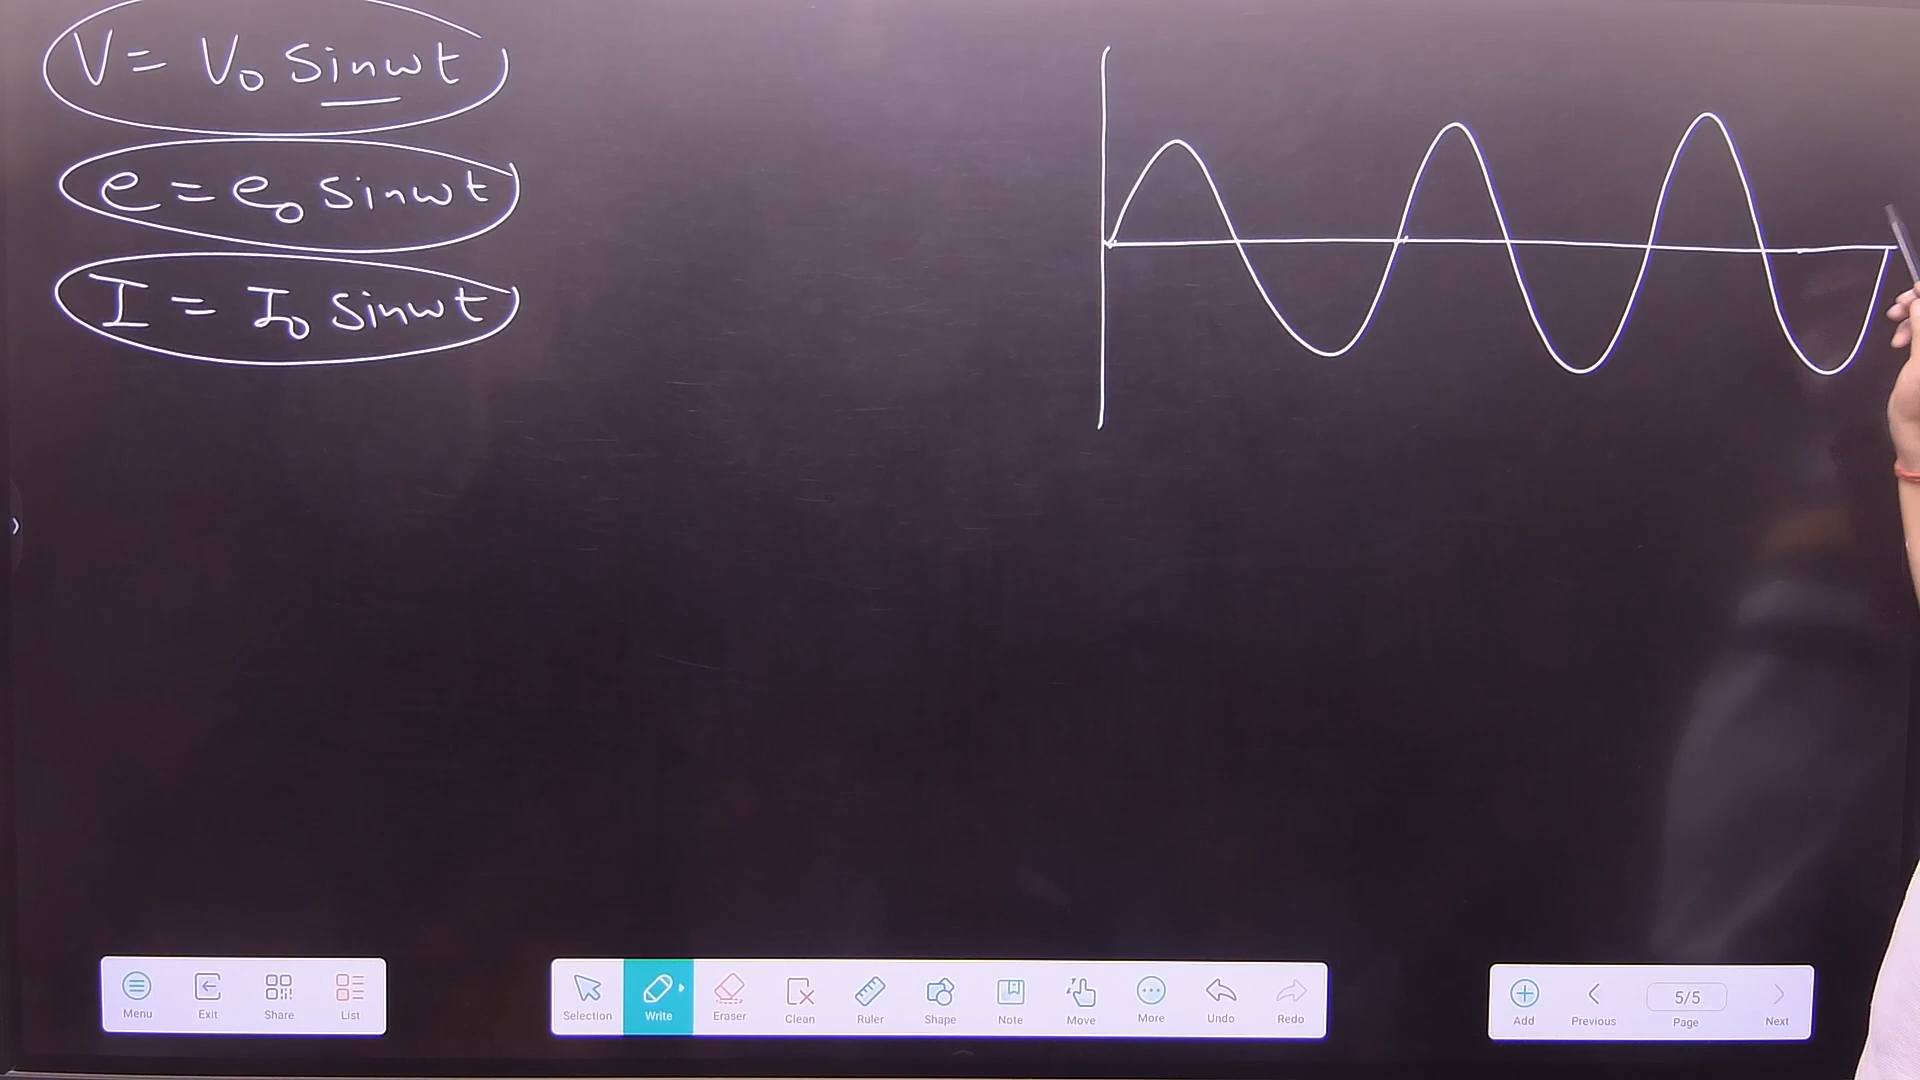 V = V₀ sinωt
e = e₀ sinωt
I = I₀ sinωt
Menu Exit Share List
Selection Write Eraser Clean Ruler Shape Note Move More Undo Redo
Add Previous 5/5 Page Next